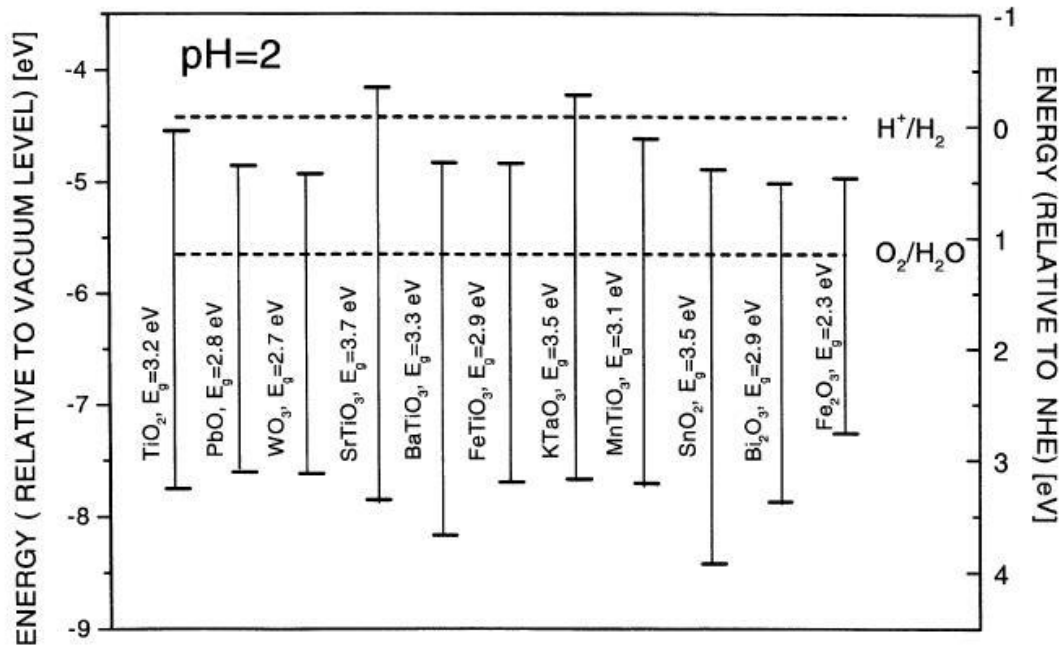 pH=2
ENERGY ( RELATIVE TO VACUUM LEVEL) [eV]
-4
-5
-6
-7
-8
-9
TiO₂, E_g=3.2 eV
PbO, E_g=2.8 eV
WO₃, E_g=2.7 eV
SrTiO₃, E_g=3.7 eV
BaTiO₃, E_g=3.3 eV
FeTiO₃, E_g=2.9 eV
KTaO₃, E_g=3.5 eV
MnTiO₃, E_g=3.1 eV
SnO₂, E_g=3.5 eV
Bi₂O₃, E_g=2.9 eV
Fe₂O₃, E_g=2.3 eV
H⁺/H₂
O₂/H₂O
-1
0
1
2
3
4
ENERGY (RELATIVE TO NHE) [eV]